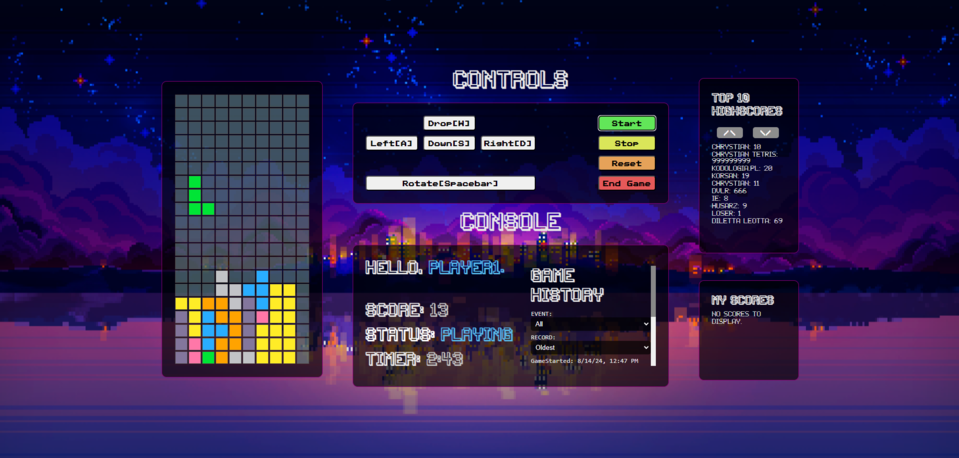 CONTROLS
Drop[W]
Left[A] Down[S] Right[D]
Rotate[Spacebar]
Start
Stop
Reset
End Game
CONSOLE
HELLO, PLAYER1.
SCORE: 13
STATUS: PLAYING
TIMER: 2:43
GAME
HISTORY
EVENT:
All
RECORD:
Oldest
GameStarted: 8/14/24, 12:47 PM
TOP 10
HIGHSCORES
CHRYSTIAN: 10
CHRYSTIAN TETRIS:
999999999
KODOLOGIA.PL: 20
KORSAN: 19
CHRYSTIAN: 11
DVLR: 666
IE: 8
HUSARZ: 9
LOSER: 1
DILETTA LEOTTA: 69
MY SCORES
NO SCORES TO
DISPLAY.